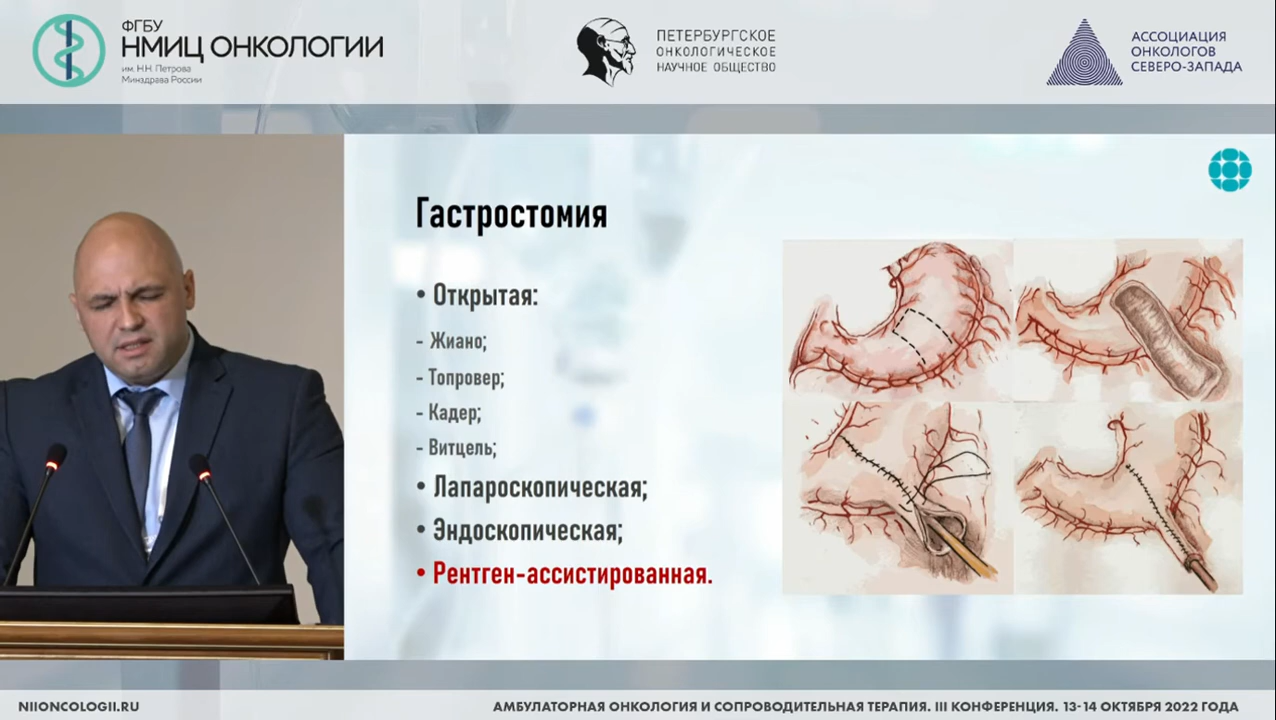 ФГБУ
НМИЦ ОНКОЛОГИИ
им. Н.Н. Петрова
Минздрава России
ПЕТЕРБУРГСКОЕ
ОНКОЛОГИЧЕСКОЕ
НАУЧНОЕ ОБЩЕСТВО
АССОЦИАЦИЯ
ОНКОЛОГОВ
СЕВЕРО-ЗАПАДА
Гастростомия
• Открытая:
- Жиано;
- Топровер;
- Кадер;
- Витцель;
• Лапароскопическая;
• Эндоскопическая;
• Рентген-ассистированная.
NIIONCOLOGII.RU
АМБУЛАТОРНАЯ ОНКОЛОГИЯ И СОПРОВОДИТЕЛЬНАЯ ТЕРАПИЯ. III КОНФЕРЕНЦИЯ. 13-14 ОКТЯБРЯ 2022 ГОДА